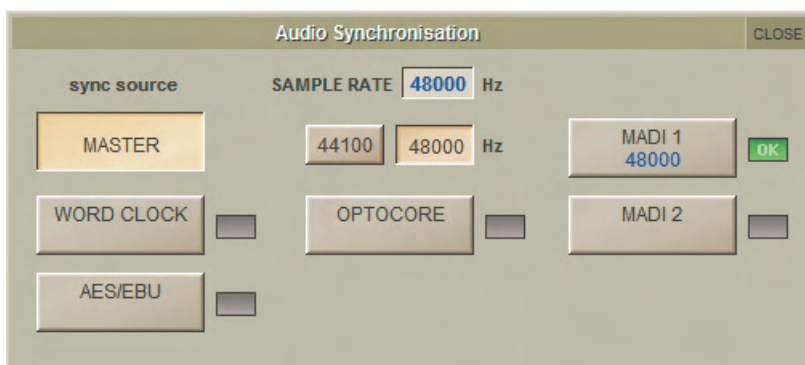 Audio Synchronisation CLOSE
sync source SAMPLE RATE 48000 Hz
MASTER 44100 48000 Hz MADI 1
48000 OK
WORD CLOCK OPTOCORE MADI 2
AES/EBU